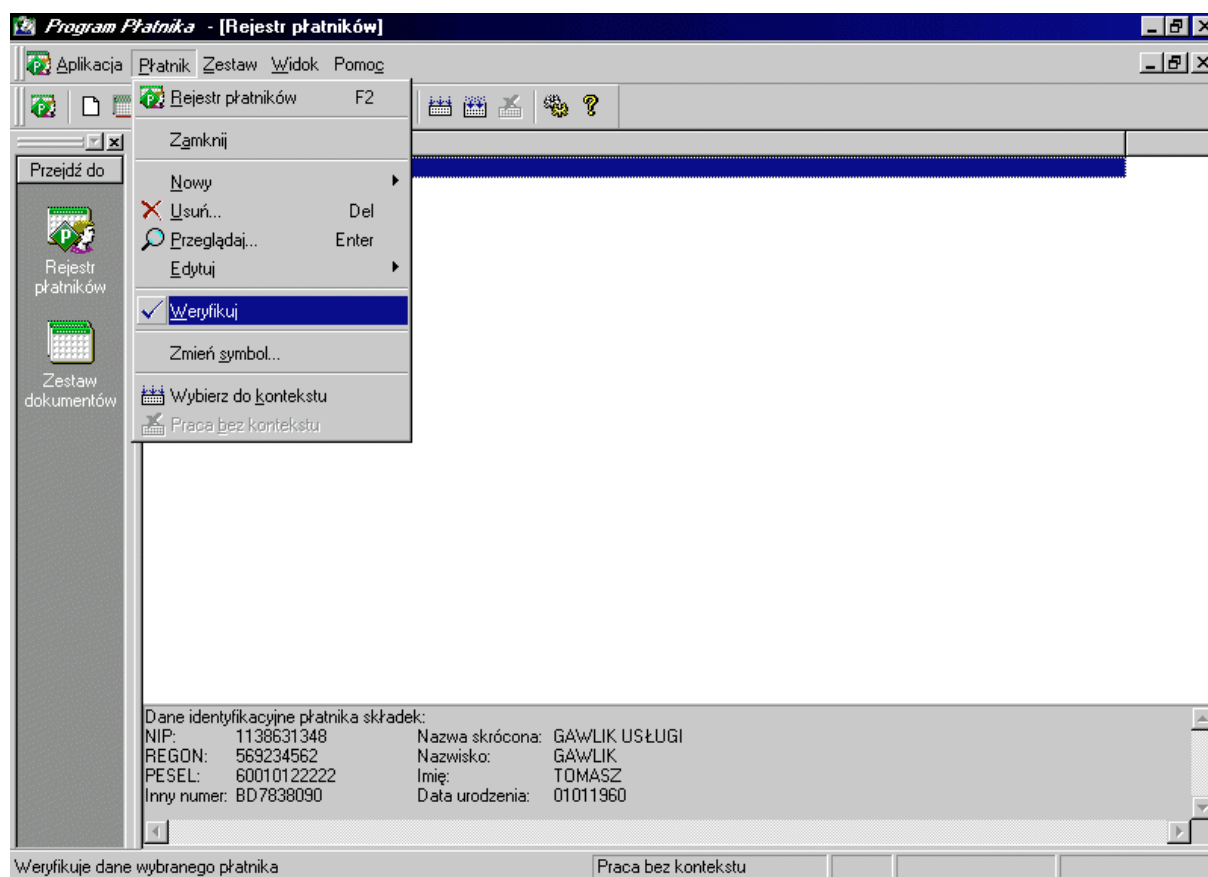 Program Płatnika - [Rejestr płatników]
Aplikacja Płatnik Zestaw Widok Pomoc
Rejestr płatników F2
Zamknij
Nowy
Usuń... Del
Przeglądaj... Enter
Edytuj
Weryfikuj
Zmień symbol...
Wybierz do kontekstu
Praca bez kontekstu
Przejdź do
Rejestr
płatników
Zestaw
dokumentów
Dane identyfikacyjne płatnika składek:
NIP: 1138631348 Nazwa skrócona: GAWLIK USŁUGI
REGON: 569234562 Nazwisko: GAWLIK
PESEL: 60010122222 Imię: TOMASZ
Inny numer: BD7838090 Data urodzenia: 01011960
Weryfikuje dane wybranego płatnika Praca bez kontekstu